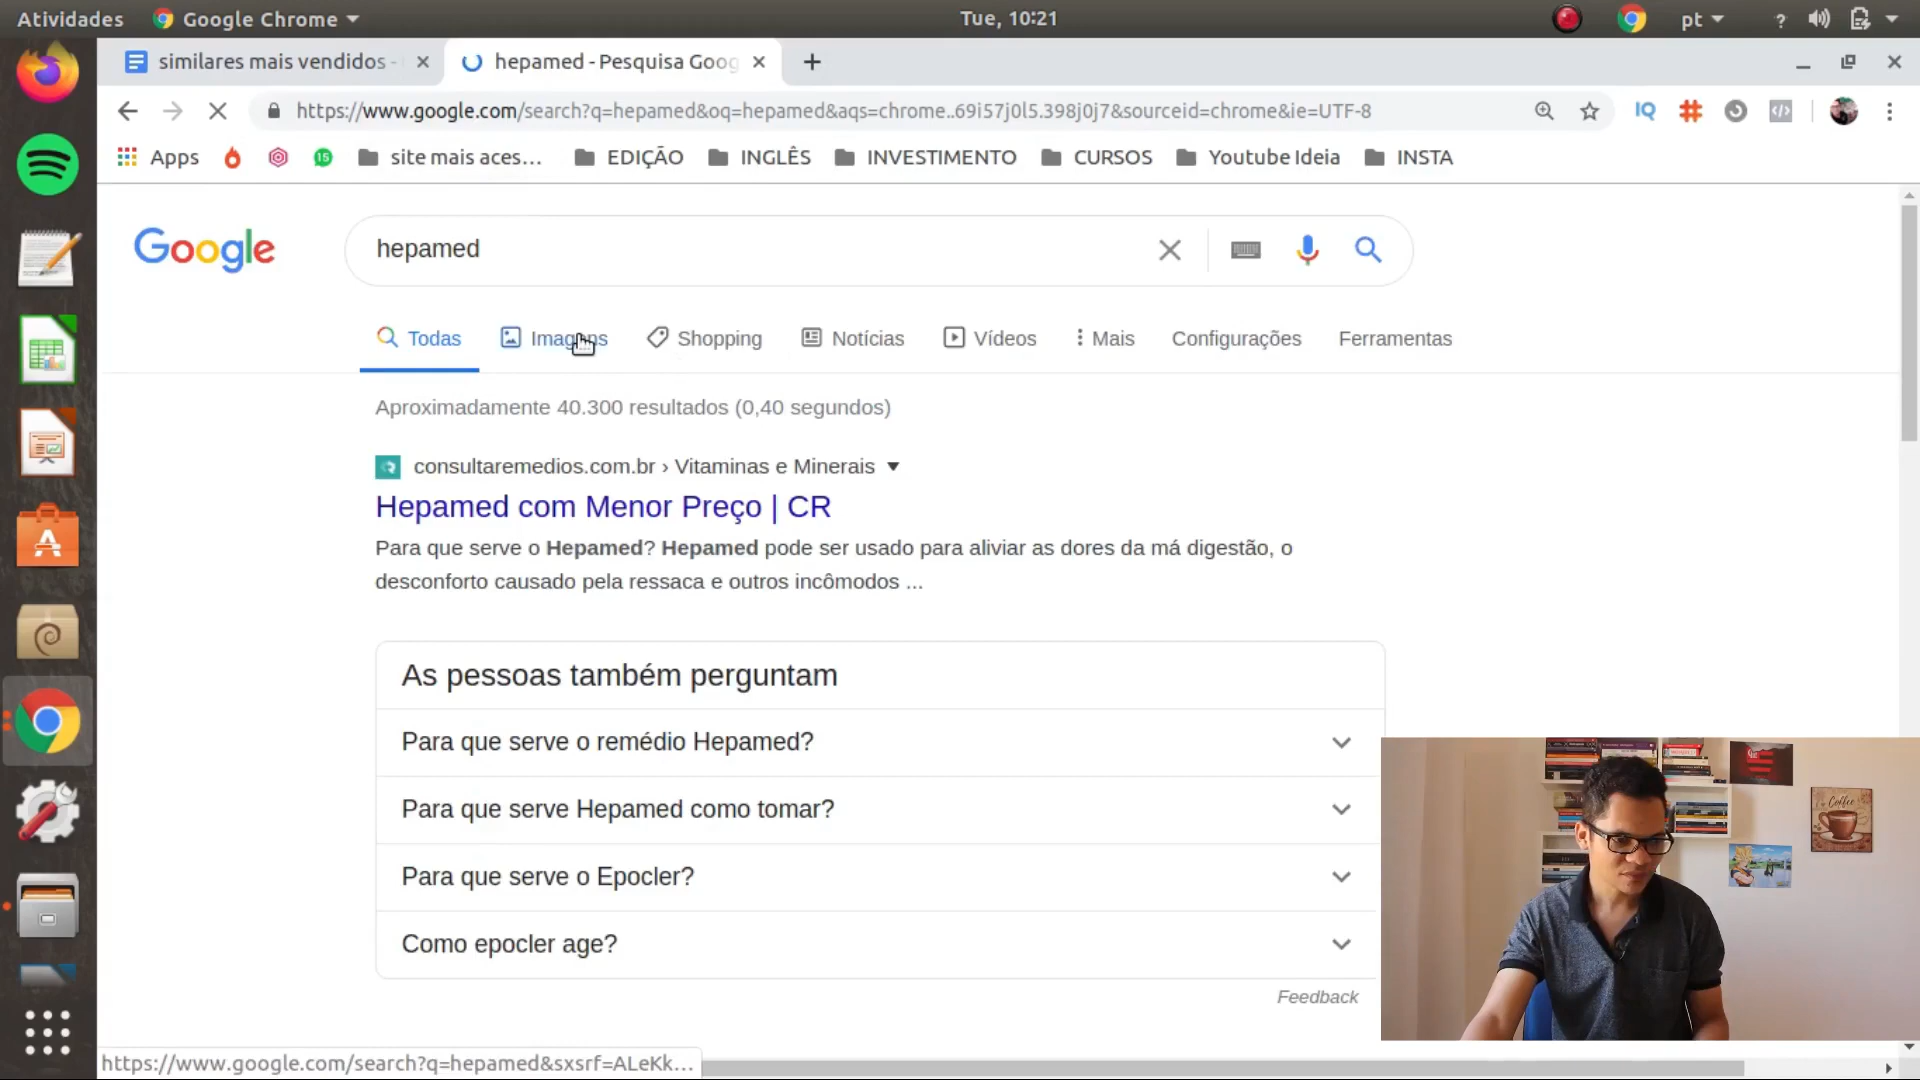 Atividades
Google Chrome
Tue, 10:21
pt
similares mais vendidos -
hepamed - Pesquisa Goog
https://www.google.com/search?q=hepamed&oq=hepamed&aqs=chrome..69i57j0l5.398j0j7&sourceid=chrome&ie=UTF-8
IQ
Apps
15
site mais aces...
EDIÇÃO
INGLÊS
INVESTIMENTO
CURSOS
Youtube Ideia
INSTA
Google
hepamed
Todas
Imagens
Shopping
Notícias
Vídeos
Mais
Configurações
Ferramentas
Aproximadamente 40.300 resultados (0,40 segundos)
consultaremedios.com.br › Vitaminas e Minerais
Hepamed com Menor Preço | CR
Para que serve o Hepamed? Hepamed pode ser usado para aliviar as dores da má digestão, o
desconforto causado pela ressaca e outros incômodos ...
As pessoas também perguntam
Para que serve o remédio Hepamed?
Para que serve Hepamed como tomar?
Para que serve o Epocler?
Como epocler age?
Feedback
Coffee
https://www.google.com/search?q=hepamed&sxsrf=ALeKk...